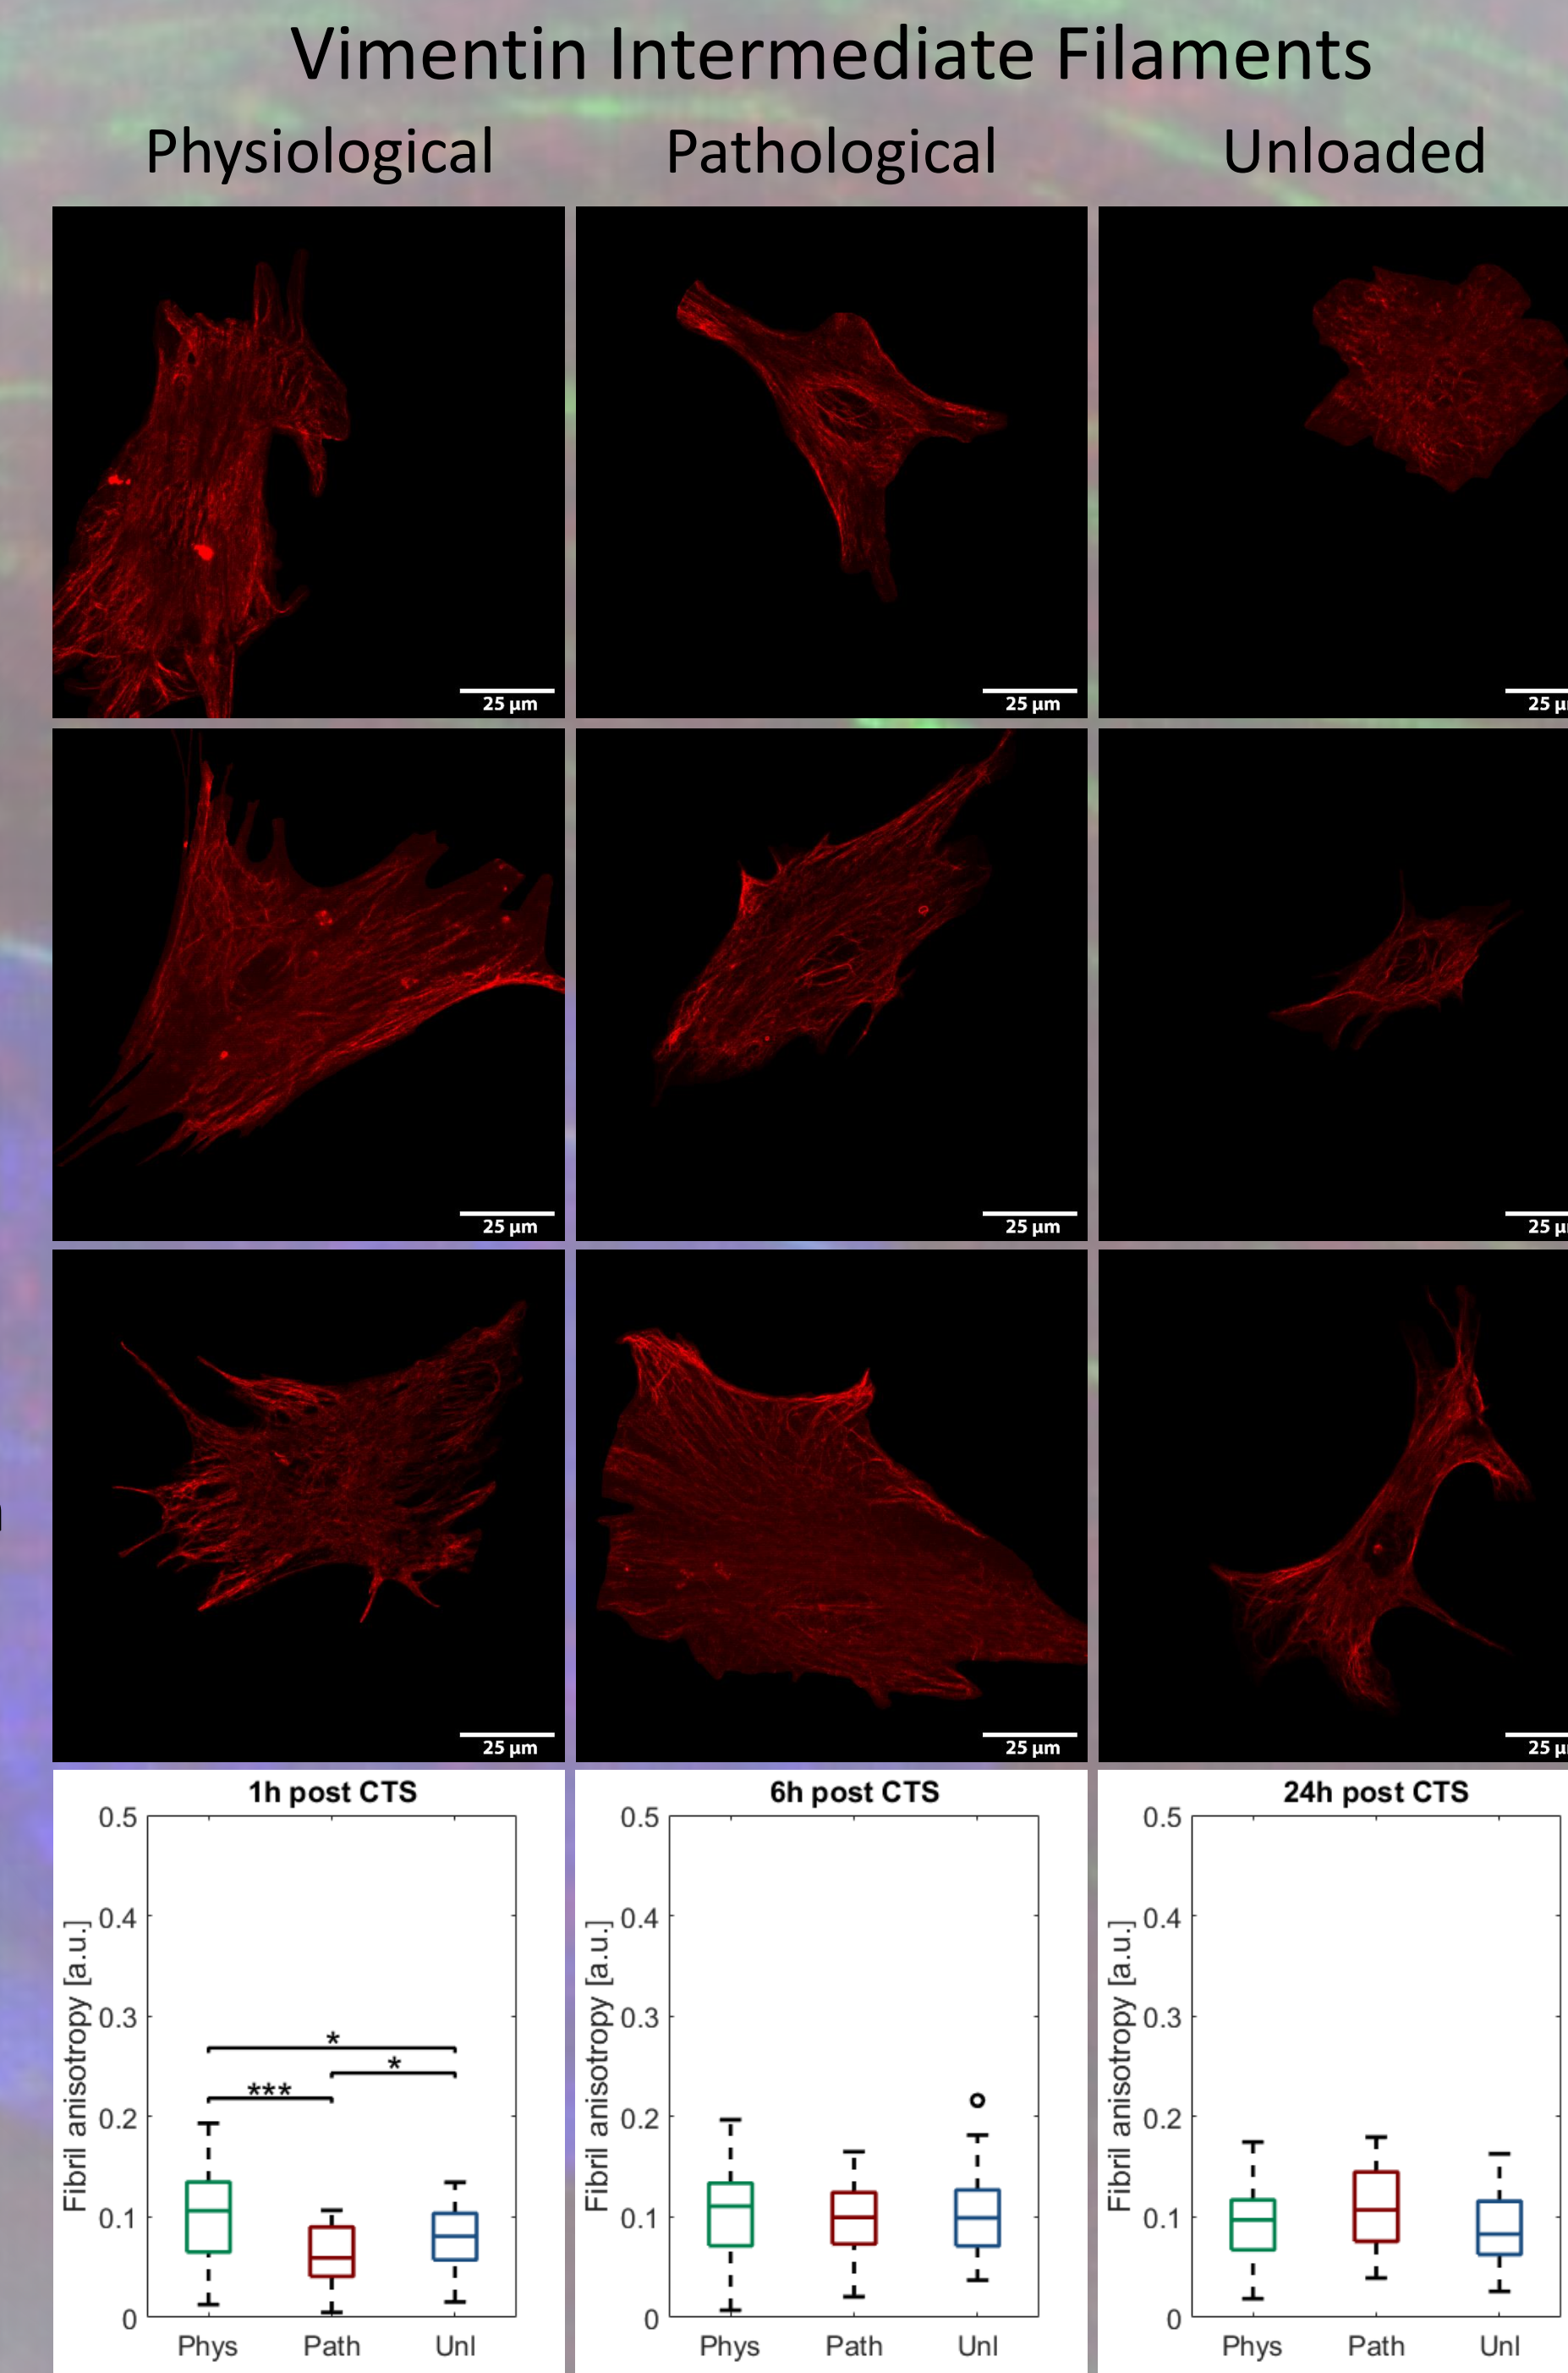 Vimentin Intermediate Filaments
Physiological Pathological Unloaded
25 µm 25 µm 25 µ
25 µm 25 µm 25 µ
25 µm 25 µm 25 µ
1h post CTS
Fibril anisotropy [a.u.]
0.5
0.4
0.3
0.2
0.1
0
*
*
***
Phys Path Unl
6h post CTS
Fibril anisotropy [a.u.]
0.5
0.4
0.3
0.2
0.1
0
Phys Path Unl
24h post CTS
Fibril anisotropy [a.u.]
0.5
0.4
0.3
0.2
0.1
0
Phys Path Unl